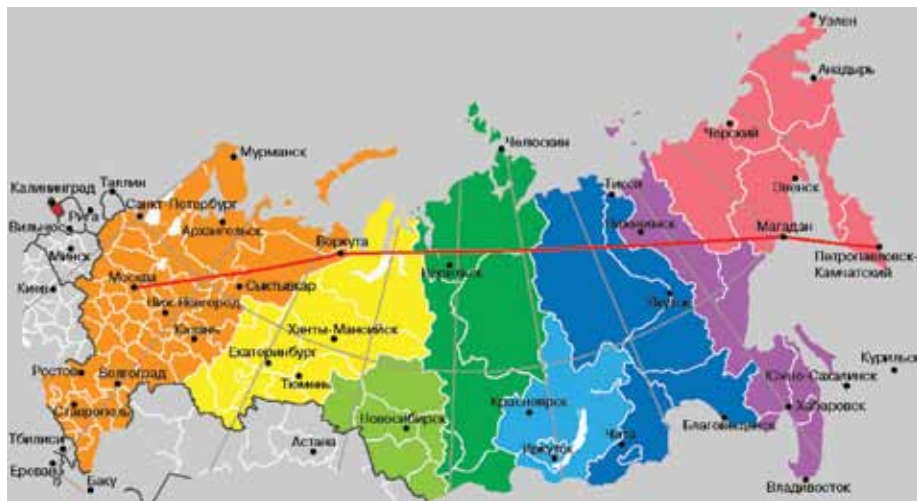 Уэлен
Анадырь
Черский
Мурманск
Челюскин
Таллин
Калининград
Эвенск
Санкт-Петербург
Тикси
Рига
Архангельск
Вильнюс
Магадан
Воркута
Минск
Петропавловск-
Камчатский
Норильск
Москва
Сыктывкар
Киев
Якутск
Ниж.Новгород
Казань
Ханты-Мансийск
Екатеринбург
Курильск
Ростов
Волгоград
Тюмень
Южно-Сахалинск
Ставрополь
Красноярск
Хабаровск
Новосибирск
Благовещенск
Тбилиси
Астана
Чита
Иркутск
Ереван
Баку
Владивосток